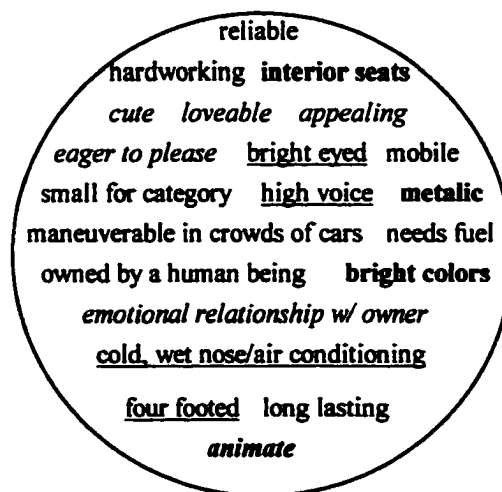 reliable
hardworking interior seats
cute loveable appealing
eager to please bright eyed mobile
small for category high voice metalic
maneuverable in crowds of cars needs fuel
owned by a human being bright colors
emotional relationship w/ owner
cold, wet nose/air conditioning
four footed long lasting
animate